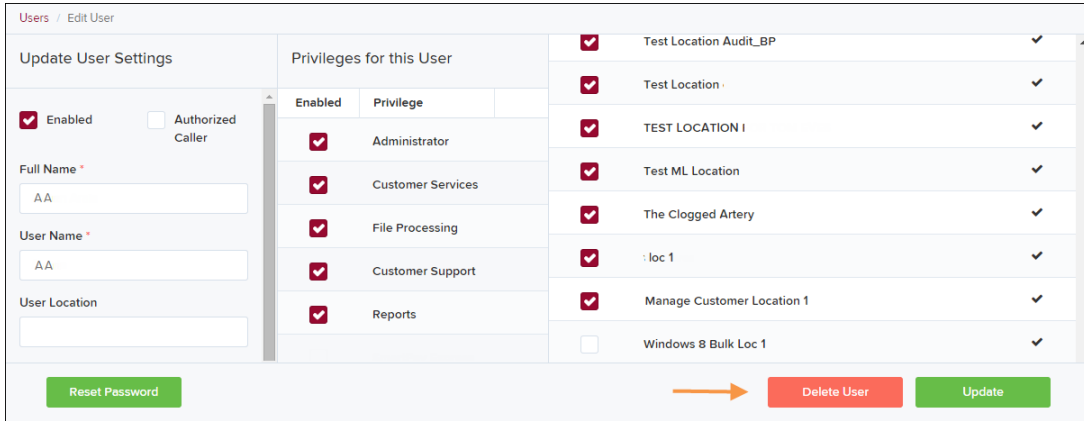 Users / Edit User
Update User Settings
Enabled
Authorized
Caller
Full Name *
AA
User Name *
AA
User Location
Privileges for this User
Enabled Privilege
Administrator
Customer Services
File Processing
Customer Support
Reports
Test Location Audit_BP
Test Location
TEST LOCATION I
Test ML Location
The Clogged Artery
loc 1
Manage Customer Location 1
Windows 8 Bulk Loc 1
Reset Password
Delete User
Update